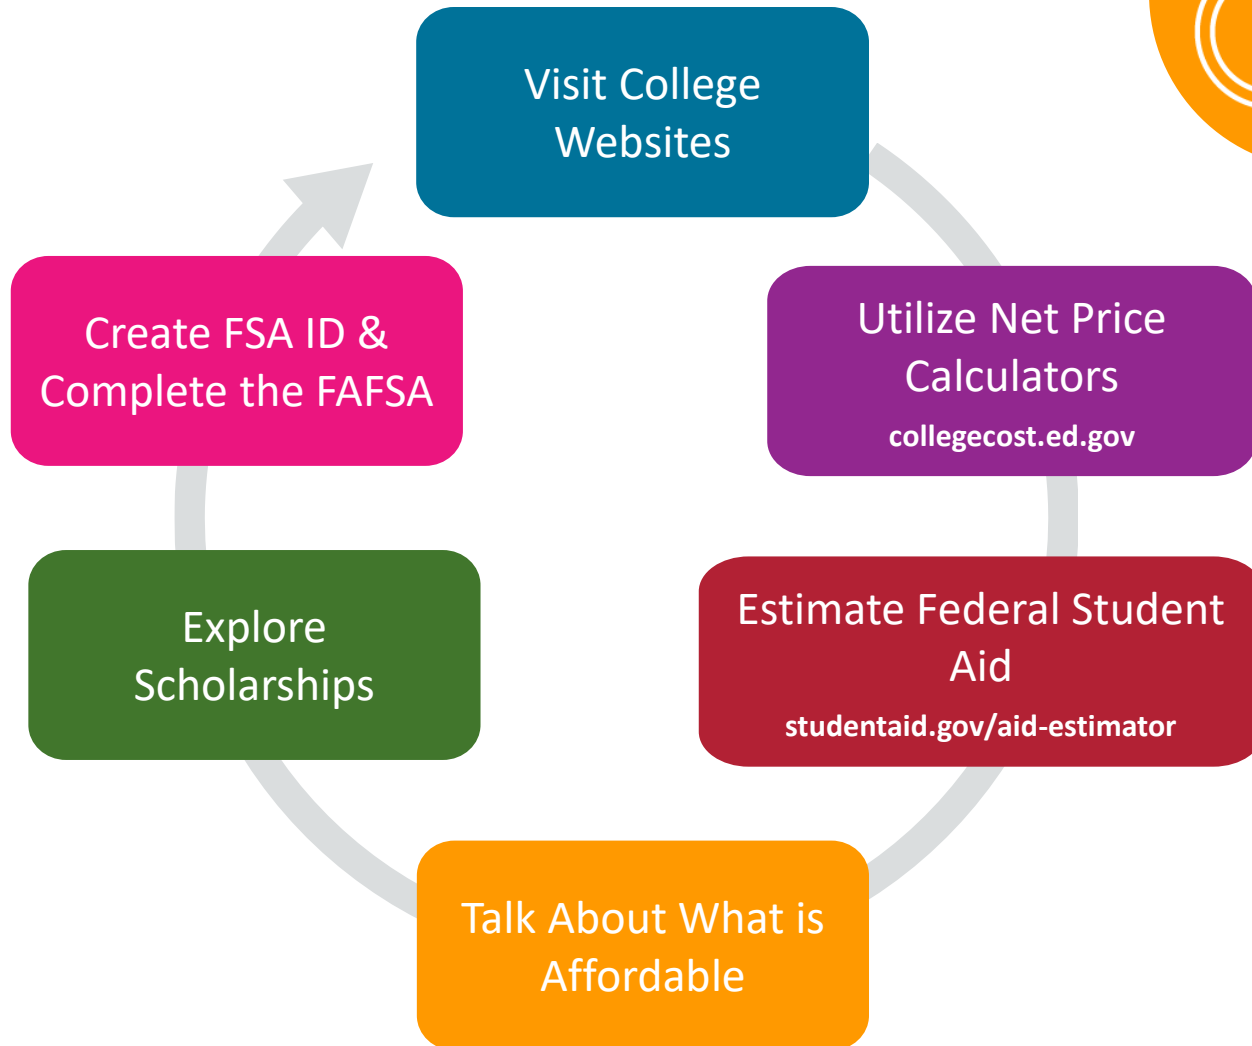 Visit College
Websites
Utilize Net Price
Calculators
collegecost.ed.gov
Estimate Federal Student
Aid
studentaid.gov/aid-estimator
Talk About What is
Affordable
Explore
Scholarships
Create FSA ID &
Complete the FAFSA